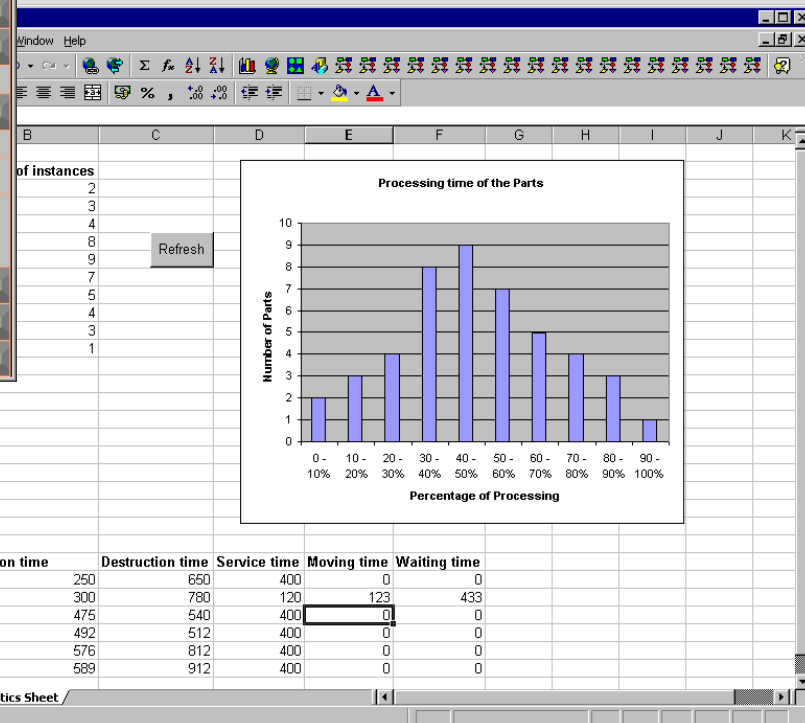 Window Help
Σ fx
% ,
A
B C D E F G H I J K
of instances
2
3
4
8
9
7
5
4
3
1
Refresh
Processing time of the Parts
Number of Parts
10
9
8
7
6
5
4
3
2
1
0
0 - 10 - 20 - 30 - 40 - 50 - 60 - 70 - 80 - 90 -
10% 20% 30% 40% 50% 60% 70% 80% 90% 100%
Percentage of Processing
on time Destruction time Service time Moving time Waiting time
250 650 400 0 0
300 780 120 123 433
475 540 400 0 0
492 512 400 0 0
576 812 400 0 0
589 912 400 0 0
tics Sheet